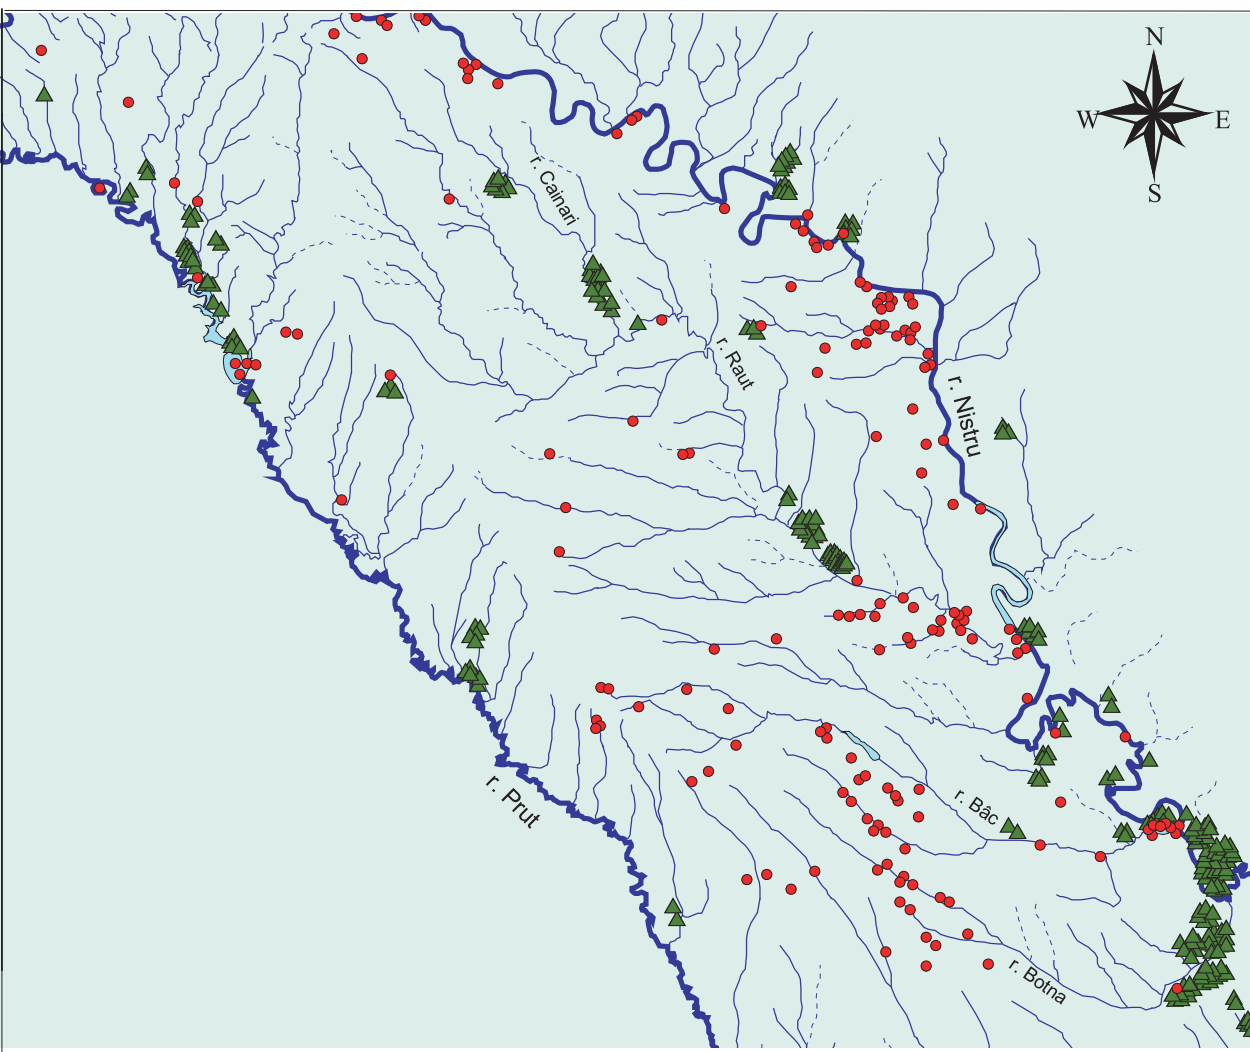 N
W
E
S
r. Cainari
r. Raut
r. Nistru
r. Prut
r. Bâc
r. Botna